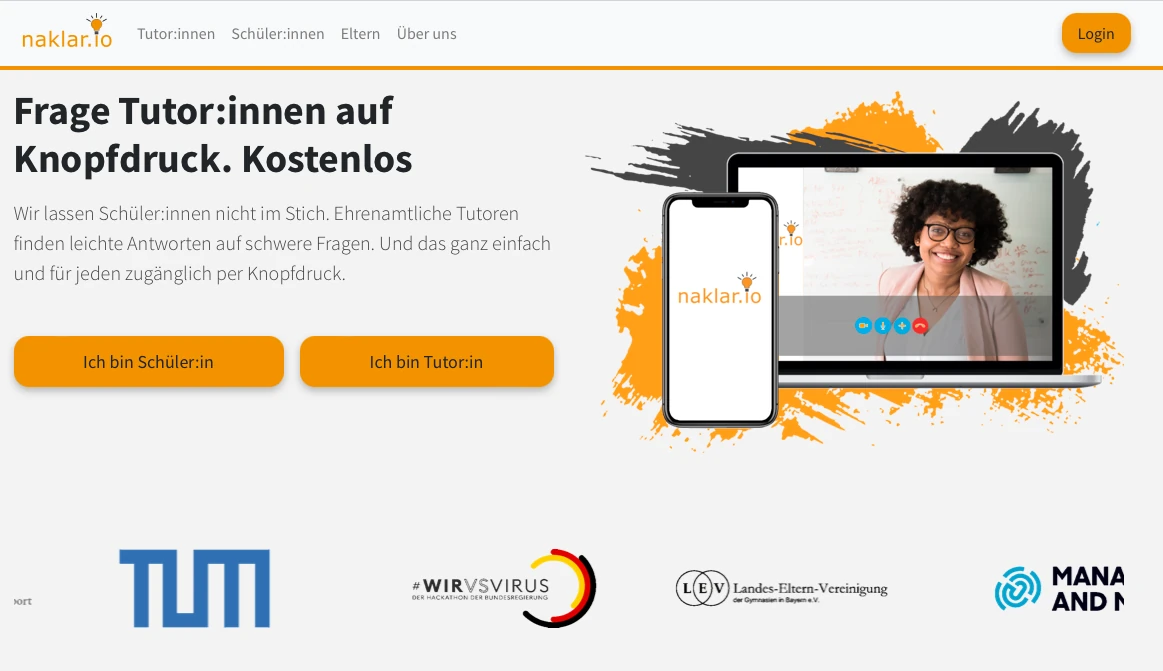 naklar.io
Tutor:innen Schüler:innen Eltern Über uns
Login
Frage Tutor:innen auf
Knopfdruck. Kostenlos
Wir lassen Schüler:innen nicht im Stich. Ehrenamtliche Tutoren
finden leichte Antworten auf schwere Fragen. Und das ganz einfach
und für jeden zugänglich per Knopfdruck.
Ich bin Schüler:in
Ich bin Tutor:in
r.io
naklar.io
port
TUM
#WIRVSVIRUS
DER HACKATHON DER BUNDESREGIERUNG
LEV Landes-Eltern-Vereinigung
der Gymnasien in Bayern e.V.
MANA
AND